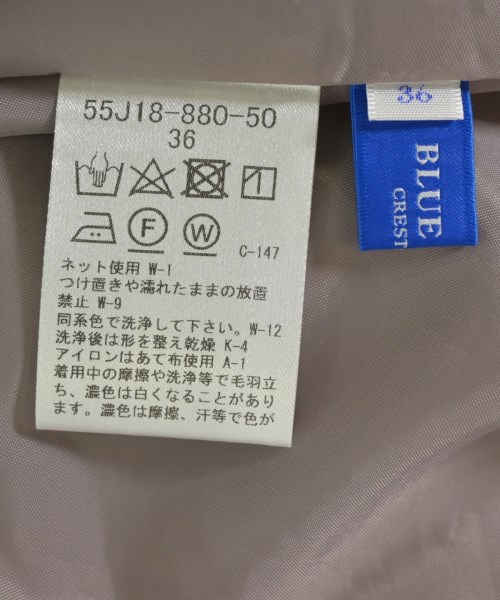 55J18-880-50
36
F
W
C-147
ネット使用 W-1
つけ置きや濡れたままの放置
禁止 W-9
同系色で洗浄して下さい。W-12
洗浄後は形を整え乾燥 K-4
アイロンはあて布使用 A-1
着用中の摩擦や洗浄等で毛羽立
ち、濃色は白くなることがあり
ます。濃色は摩擦、汗等で色が
36
BLUE
CREST